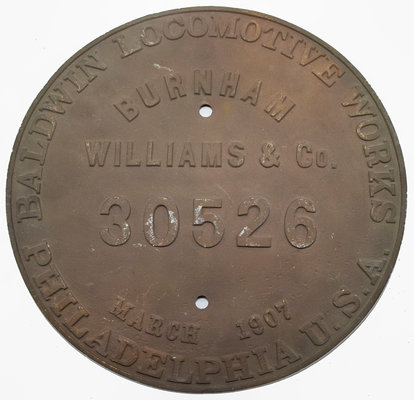 BALDWIN LOCOMOTIVE WORKS
BURNHAM
WILLIAMS & Co.
30526
MARCH 1907
PHILADELPHIA U.S.A.